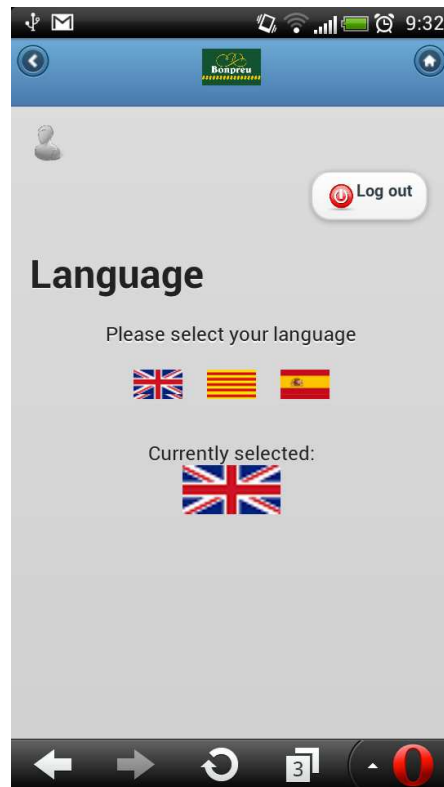 9:32
Bonpreu
Log out
Language
Please select your language
Currently selected:
3